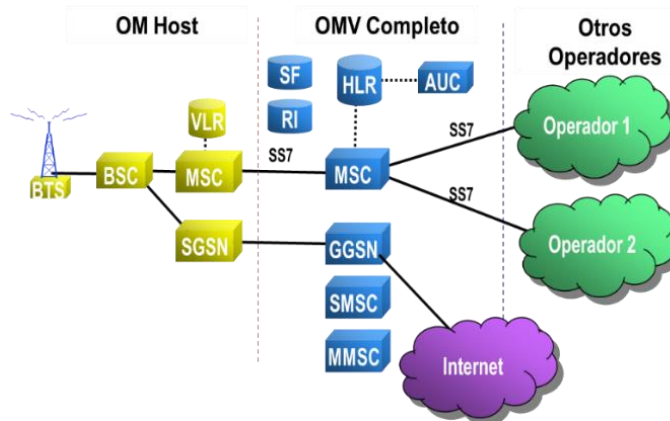 OM Host
OMV Completo
Otros
Operadores
SF
HLR
AUC
RI
VLR
SS7
Operador 1
BTS
BSC
MSC
SS7
MSC
SS7
SGSN
GGSN
Operador 2
SMSC
MMSC
Internet